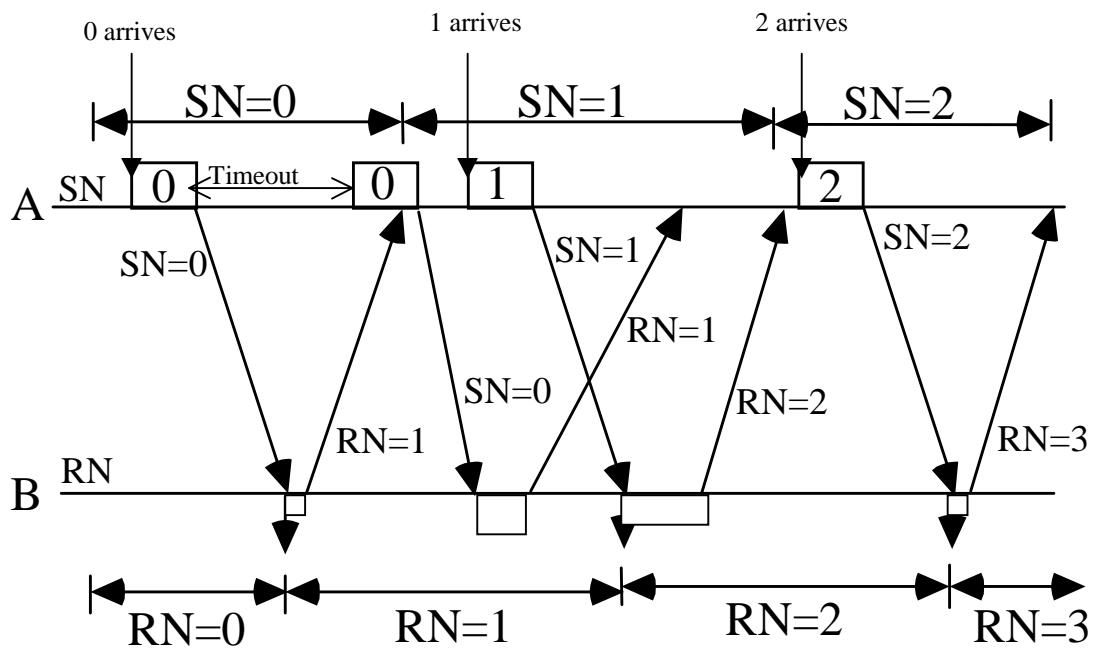 0 arrives
1 arrives
2 arrives
SN=0
SN=1
SN=2
A
SN
0
Timeout
0
1
2
SN=0
SN=1
SN=2
RN=1
SN=0
RN=2
RN=1
RN=3
B
RN
RN=0
RN=1
RN=2
RN=3